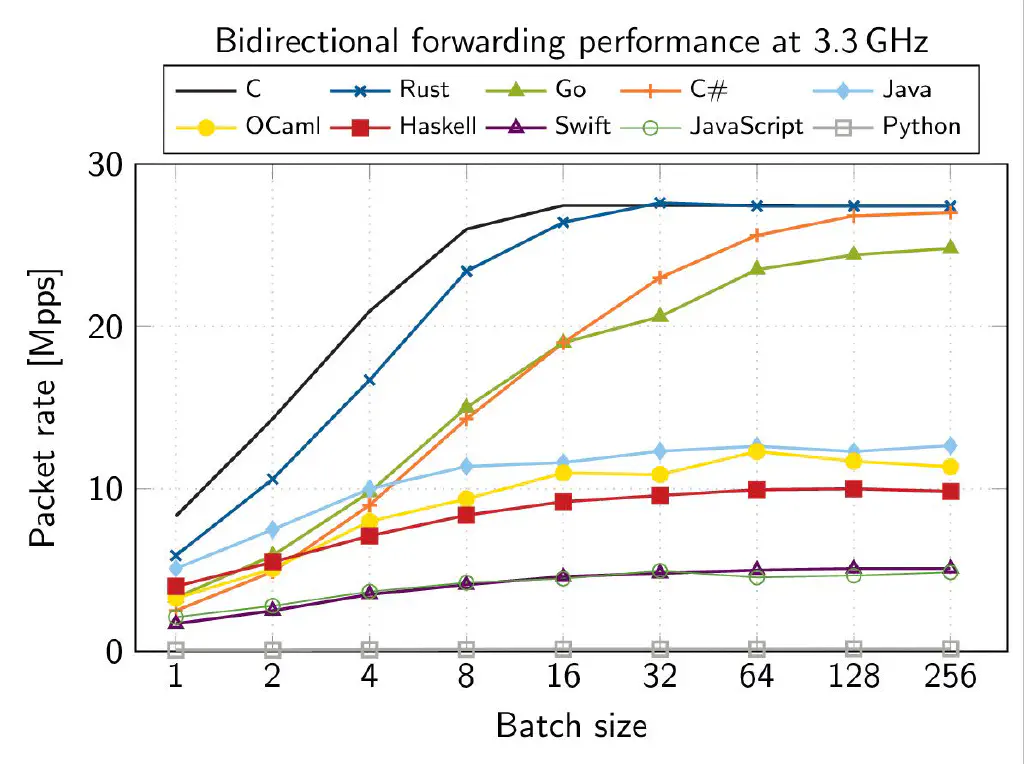 Bidirectional forwarding performance at 3.3 GHz
C Rust Go C# Java
OCaml Haskell Swift JavaScript Python
30
20
10
0
Packet rate [Mpps]
1 2 4 8 16 32 64 128 256
Batch size